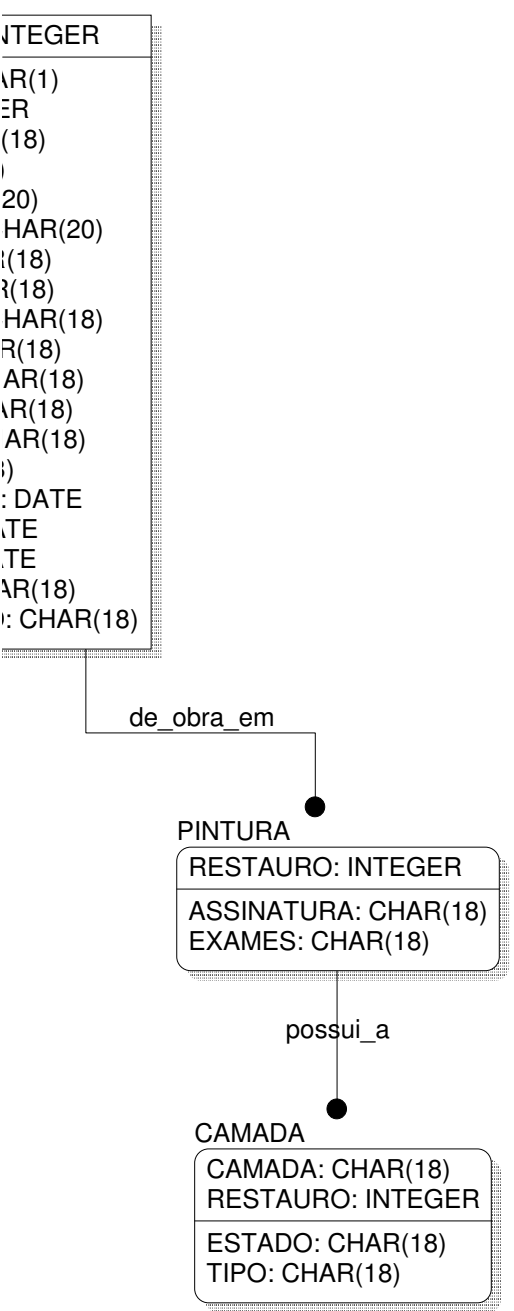 NTEGER
AR(1)
ER
(18)
)
20)
HAR(20)
(18)
R(18)
HAR(18)
R(18)
AR(18)
AR(18)
AR(18)
)
: DATE
ATE
TE
AR(18)
: CHAR(18)
de_obra_em
PINTURA
RESTAURO: INTEGER
ASSINATURA: CHAR(18)
EXAMES: CHAR(18)
possui_a
CAMADA
CAMADA: CHAR(18)
RESTAURO: INTEGER
ESTADO: CHAR(18)
TIPO: CHAR(18)